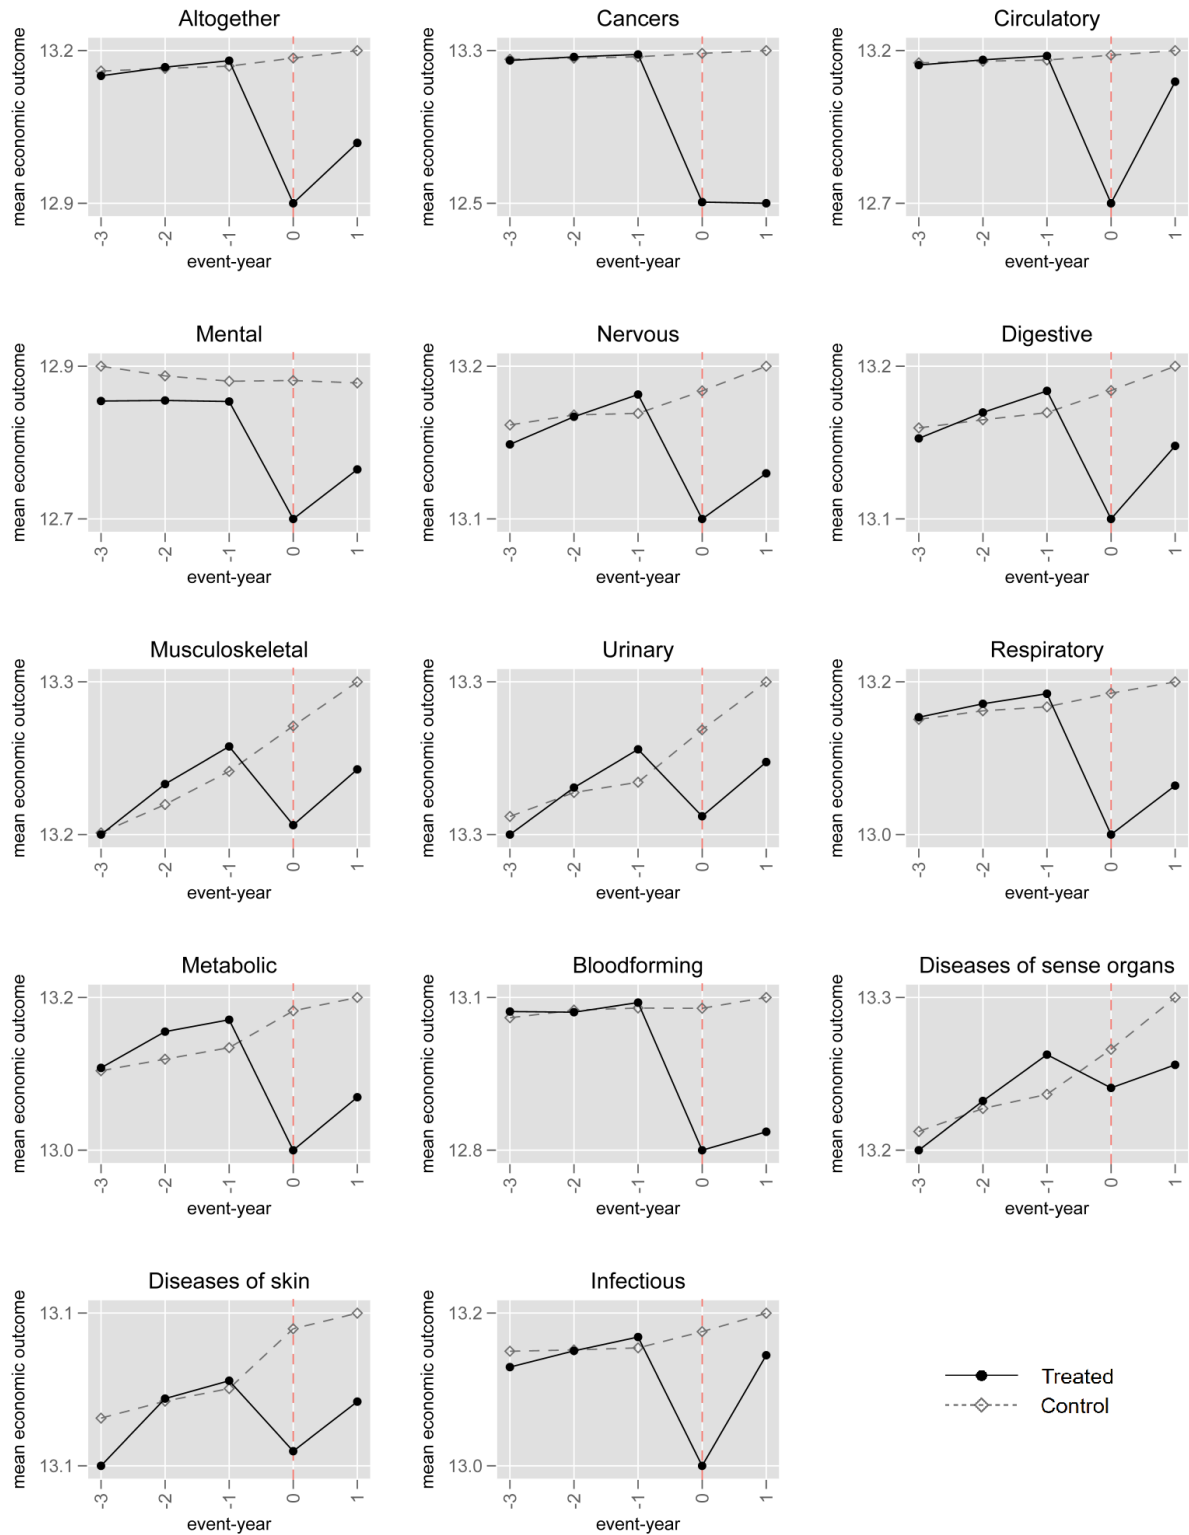 Altogether
mean economic outcome
13.2
12.9
-3
-2
-1
0
1
event-year
Cancers
mean economic outcome
13.3
12.5
-3
-2
-1
0
1
event-year
Circulatory
mean economic outcome
13.2
12.7
-3
-2
-1
0
1
event-year
Mental
mean economic outcome
12.9
12.7
-3
-2
-1
0
1
event-year
Nervous
mean economic outcome
13.2
13.1
-3
-2
-1
0
1
event-year
Digestive
mean economic outcome
13.2
13.1
-3
-2
-1
0
1
event-year
Musculoskeletal
mean economic outcome
13.3
13.2
-3
-2
-1
0
1
event-year
Urinary
mean economic outcome
13.3
13.3
-3
-2
-1
0
1
event-year
Respiratory
mean economic outcome
13.2
13.0
-3
-2
-1
0
1
event-year
Metabolic
mean economic outcome
13.2
13.0
-3
-2
-1
0
1
event-year
Bloodforming
mean economic outcome
13.1
12.8
-3
-2
-1
0
1
event-year
Diseases of sense organs
mean economic outcome
13.3
13.2
-3
-2
-1
0
1
event-year
Diseases of skin
mean economic outcome
13.1
13.1
-3
-2
-1
0
1
event-year
Infectious
mean economic outcome
13.2
13.0
-3
-2
-1
0
1
event-year
Treated
Control